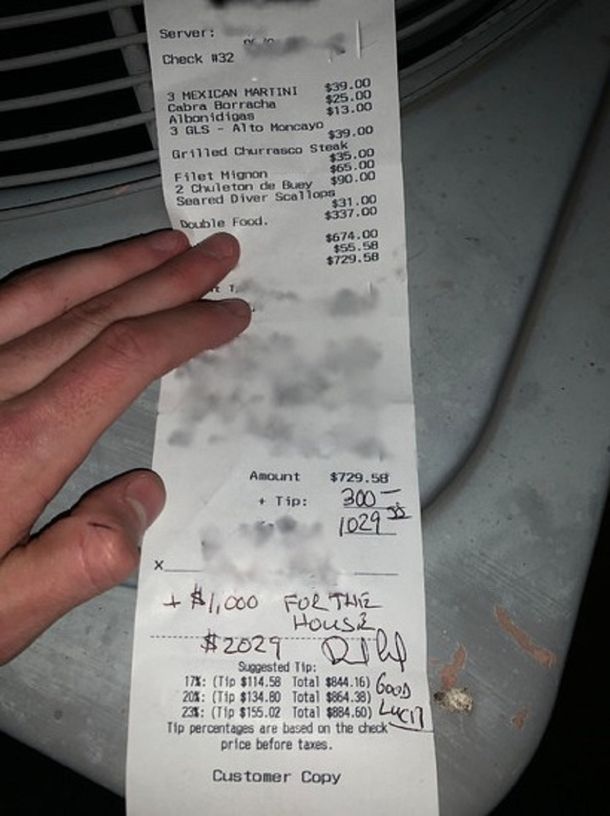 Server:
Check #32
3 MEXICAN MARTINI $39.00
Cabra Borracha $25.00
Albonidigas $13.00
3 GLS - Alto Moncayo $39.00
Grilled Churrasco Steak $35.00
Filet Mignon $65.00
2 Chuleton de Buey $90.00
Seared Diver Scallops $31.00
Double Food. $337.00
$674.00
$55.58
$729.58
Amount $729.58
+ Tip: 300 —
1029 58
X
+ $1,000 FOR THE
HOUSE
$2029
Suggested Tip:
17%: (Tip $114.58 Total $844.16) GOOD
20%: (Tip $134.80 Total $864.38) LUCK
23%: (Tip $155.02 Total $884.60)
Tip percentages are based on the check
price before taxes.
Customer Copy